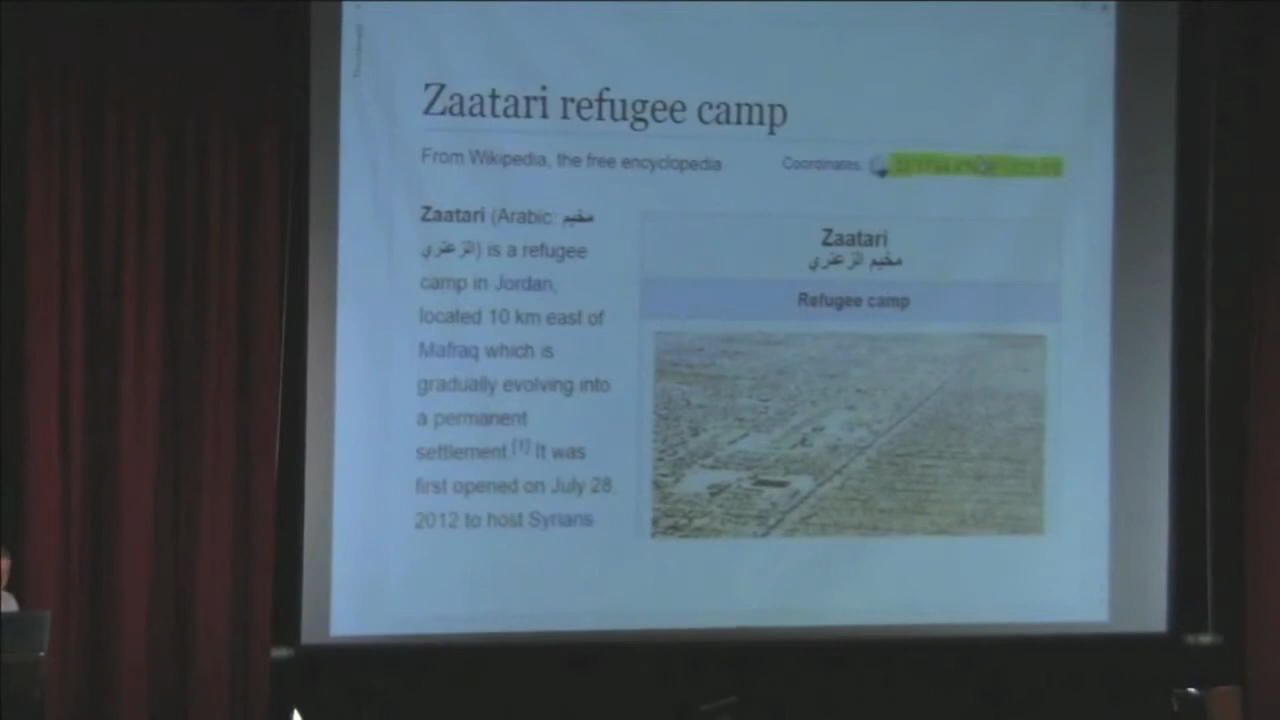 Zaatari refugee camp
From Wikipedia, the free encyclopedia
Coordinates:
Zaatari (Arabic: مخيم
الزعتري) is a refugee
camp in Jordan,
located 10 km east of
Mafraq which is
gradually evolving into
a permanent
settlement.[1] It was
first opened on July 28,
2012 to host Syrians
Zaatari
مخيم الزعتري
Refugee camp